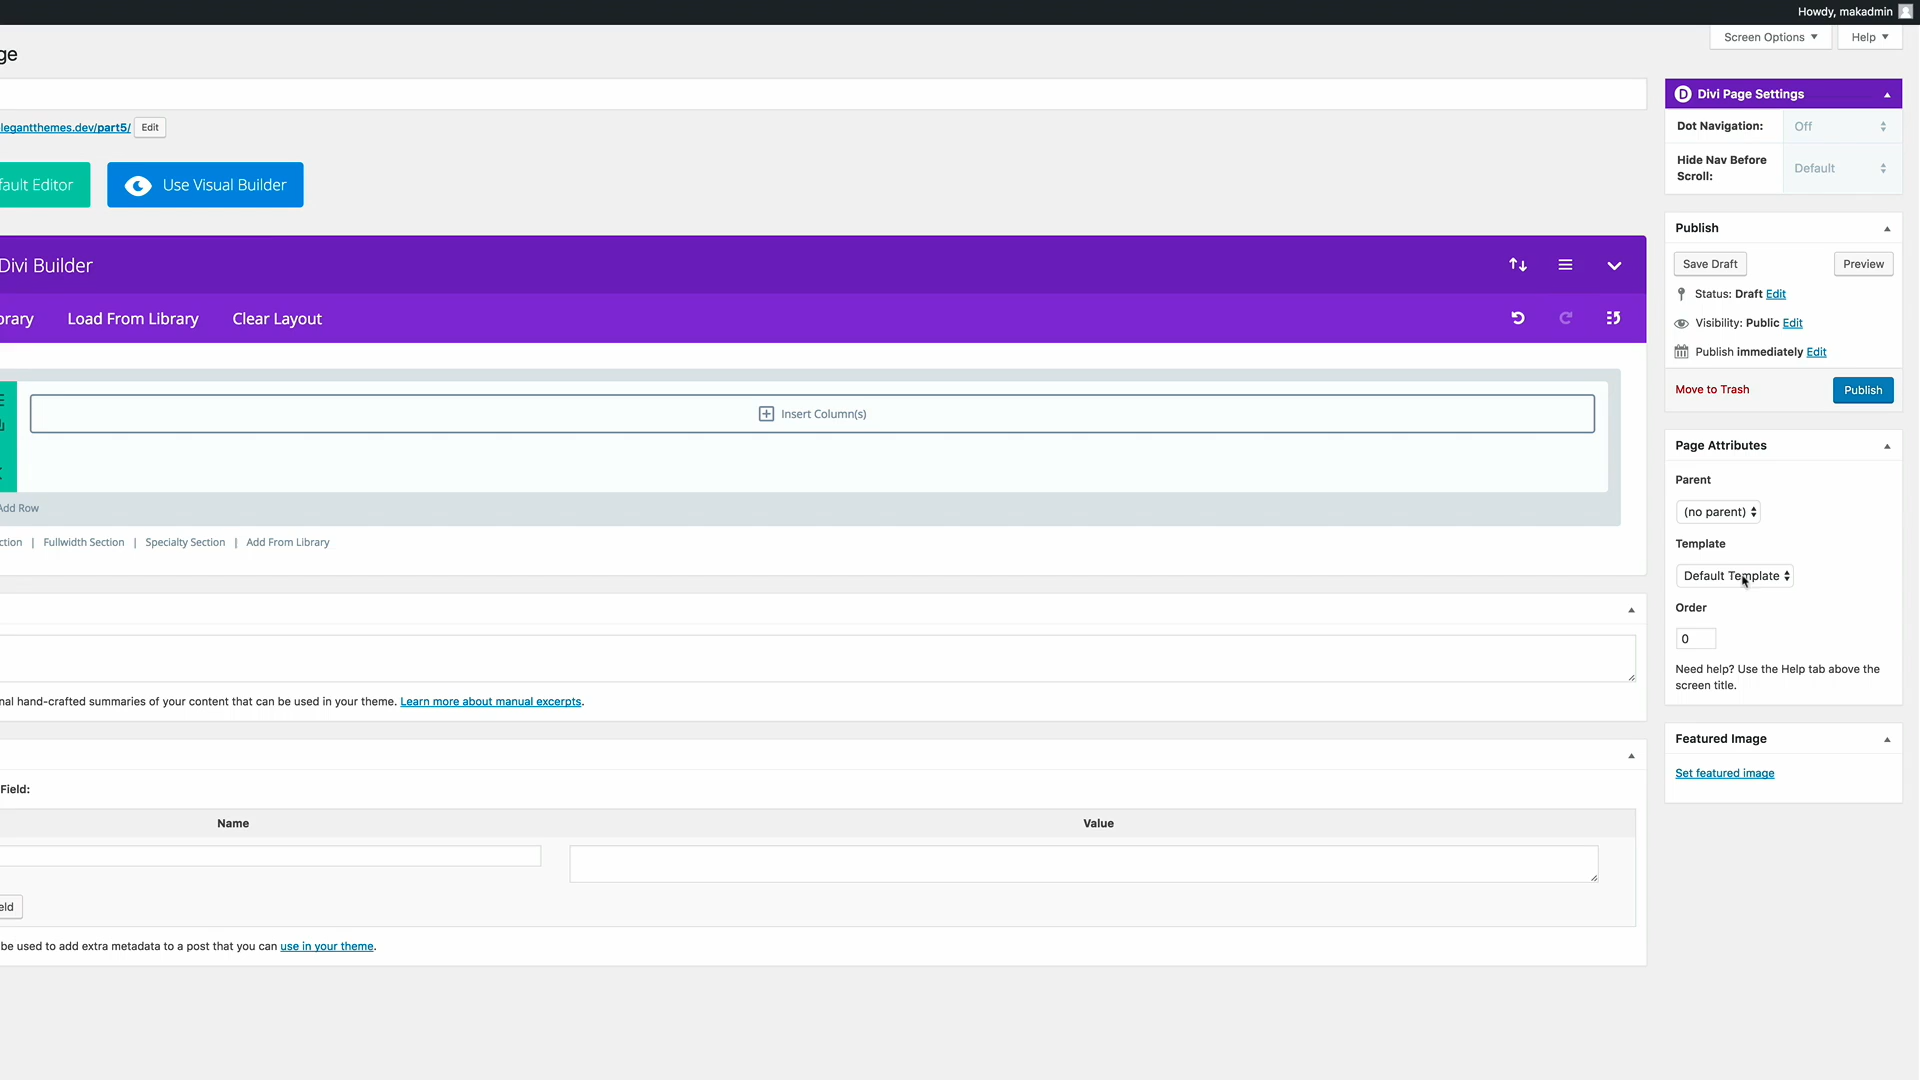 Howdy, makadmin
Screen Options
Help
ge
Divi Page Settings
legantthemes.dev/part5/
Edit
Dot Navigation:
Off
Hide Nav Before
Scroll:
Default
fault Editor
Use Visual Builder
Publish
Save Draft
Preview
Status: Draft Edit
Visibility: Public Edit
Publish immediately Edit
Move to Trash
Publish
Divi Builder
brary
Load From Library
Clear Layout
Insert Column(s)
Add Row
ction | Fullwidth Section | Specialty Section | Add From Library
Page Attributes
Parent
(no parent)
Template
Default Template
Order
0
Need help? Use the Help tab above the
screen title.
nal hand-crafted summaries of your content that can be used in your theme. Learn more about manual excerpts.
Featured Image
Set featured image
Field:
Name
Value
eld
be used to add extra metadata to a post that you can use in your theme.